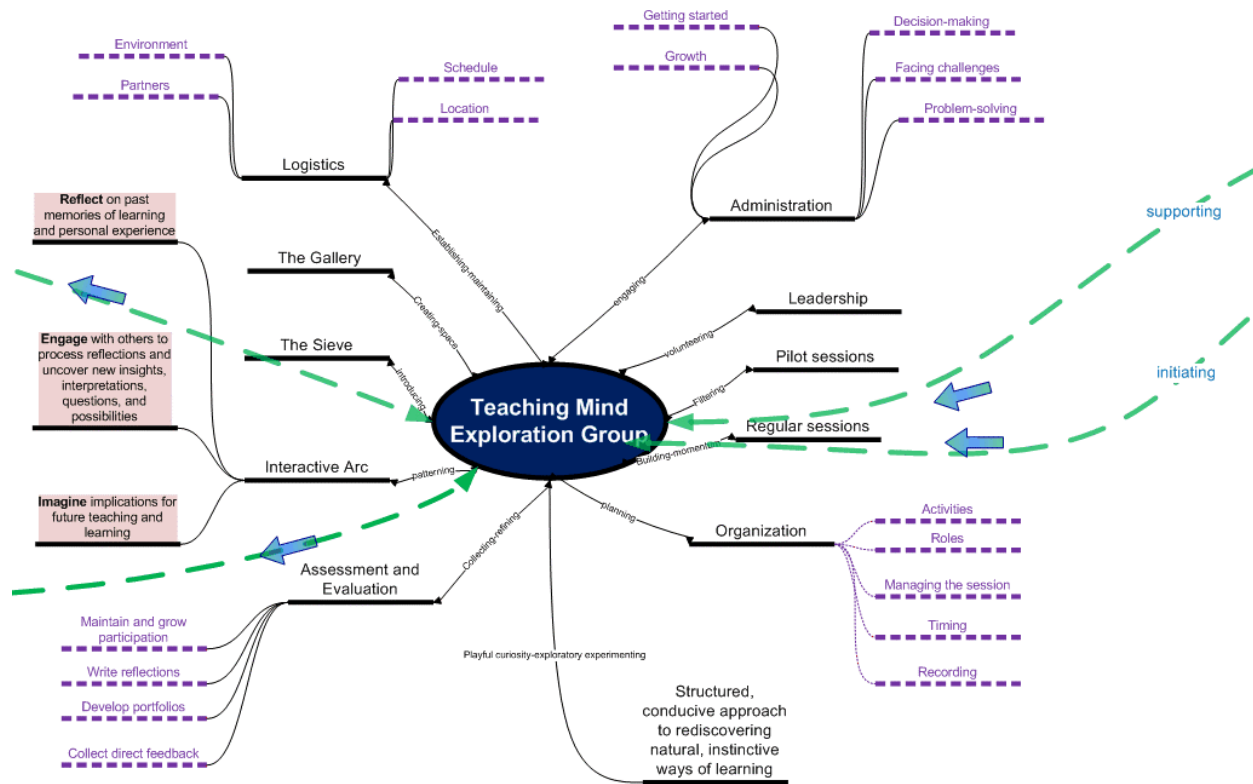 Getting started
Growth
Decision-making
Facing challenges
Problem-solving
Administration
engaging
Environment
Partners
Schedule
Location
Logistics
Establishing-maintaining
Reflect on past
memories of learning
and personal experience
Engage with others to
process reflections and
uncover new insights,
interpretations,
questions, and
possibilities
Imagine implications for
future teaching and
learning
The Gallery
Creating-space
The Sieve
introducing
Interactive Arc
patterning
Teaching Mind
Exploration Group
Leadership
volunteering
Pilot sessions
Filtering
Regular sessions
Building-momentum
supporting
initiating
planning
Organization
Activities
Roles
Managing the session
Timing
Recording
Collecting-refining
Assessment and
Evaluation
Maintain and grow
participation
Write reflections
Develop portfolios
Collect direct feedback
Playful curiosity-exploratory experimenting
Structured,
conducive approach
to rediscovering
natural, instinctive
ways of learning